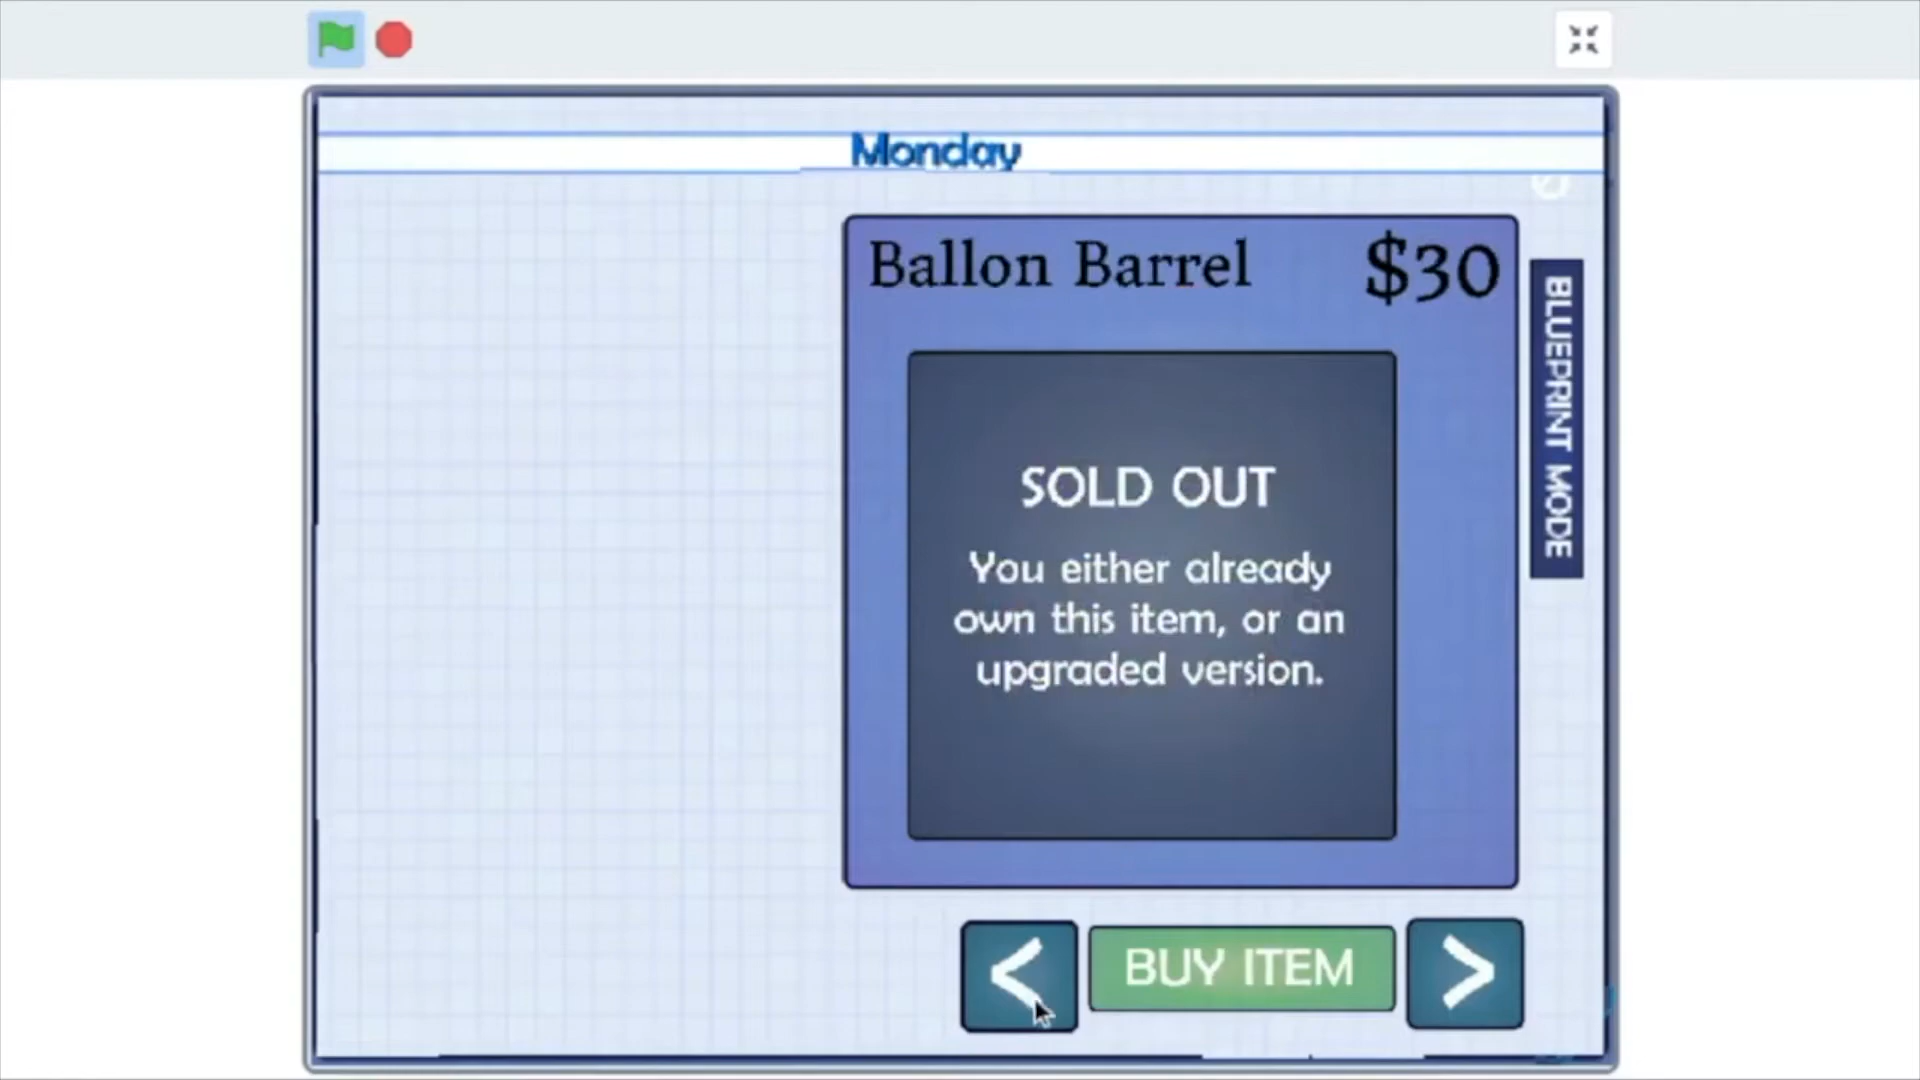 Monday
Ballon Barrel $30
SOLD OUT
You either already
own this item, or an
upgraded version.
BLUEPRINT MODE
< BUY ITEM >